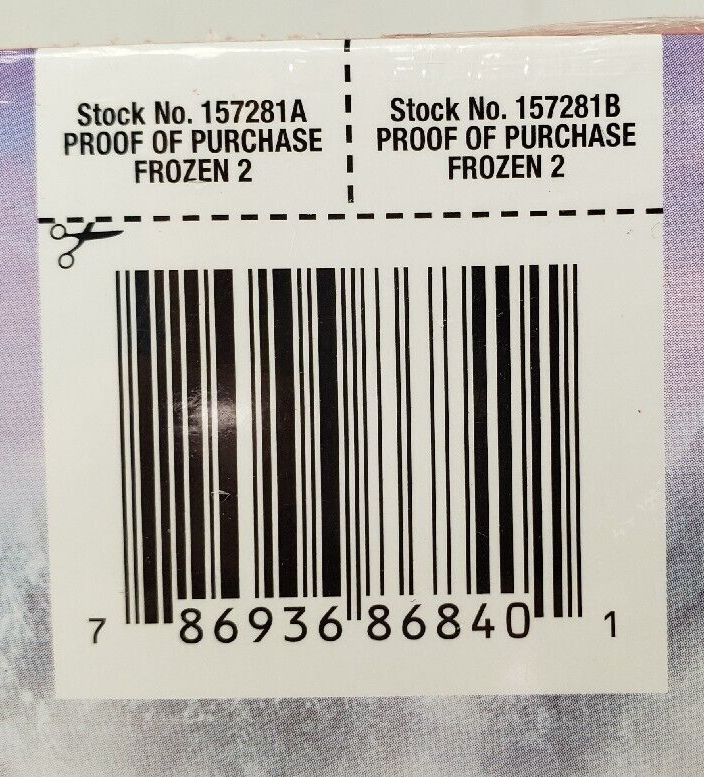 Stock No. 157281A
PROOF OF PURCHASE
FROZEN 2
Stock No. 157281B
PROOF OF PURCHASE
FROZEN 2
7 86936 86840 1